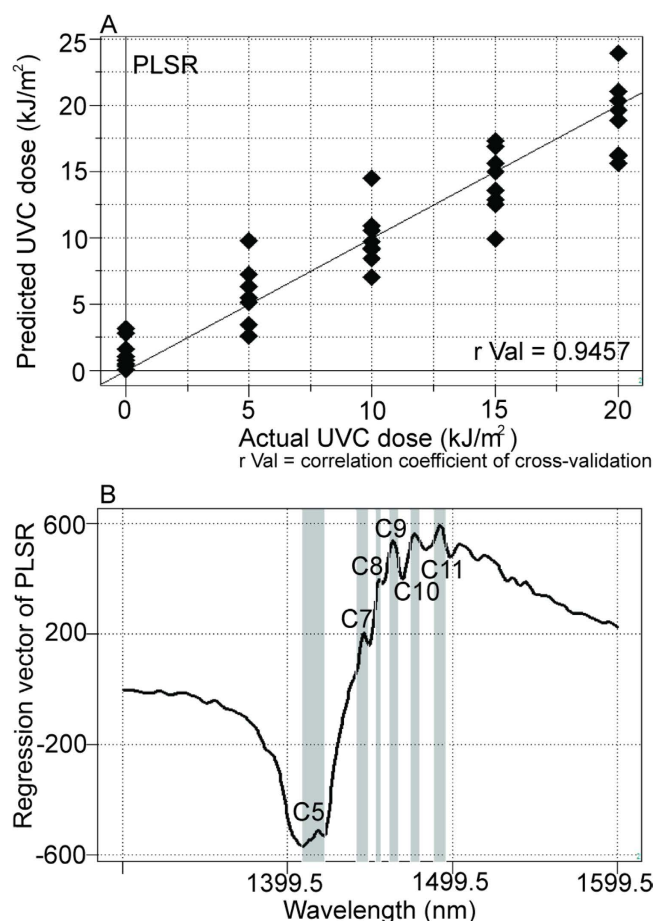 A
PLSR
25
20
15
10
5
0
Predicted UVC dose (kJ/m²)
r Val = 0.9457
0 5 10 15 20
Actual UVC dose (kJ/m²)
r Val = correlation coefficient of cross-validation
B
600
200
-200
-600
Regression vector of PLSR
C9
C8
C11
C10
C7
C5
1399.5 1499.5 1599.5
Wavelength (nm)